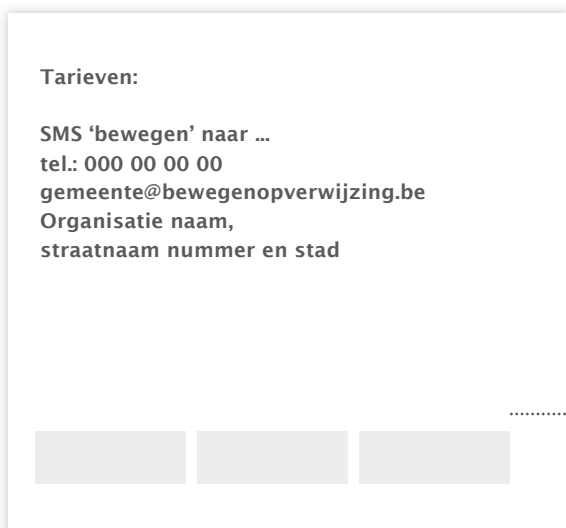 Tarieven:
SMS ‘bewegen’ naar ...
tel.: 000 00 00 00
gemeente@bewegenopverwijzing.be
Organisatie naam,
straatnaam nummer en stad
...........